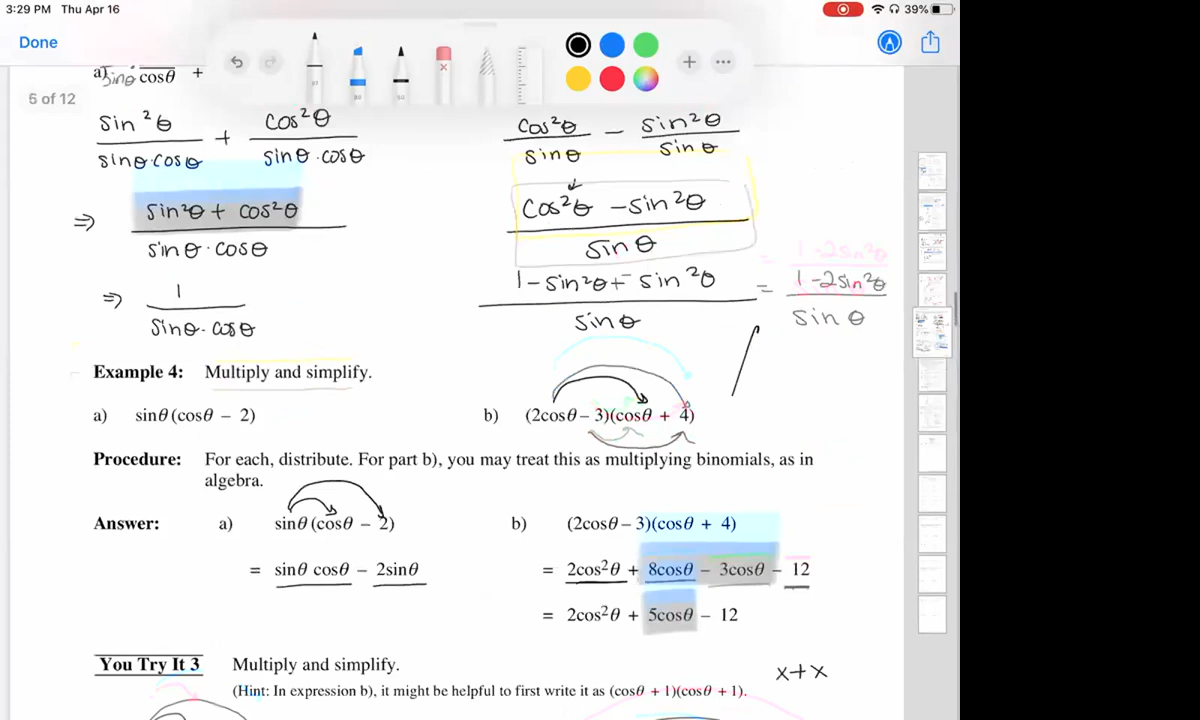 3:29 PM Thu Apr 16
39%
Done
5 of 12
a) sinθ cosθ +
sin²θ + cos²θ
sinθ·cosθ sinθ·cosθ
cos²θ − sin²θ
sinθ sinθ
⇒ sin²θ + cos²θ
sinθ·cosθ
cos²θ − sin²θ
sinθ
⇒ 1
sinθ·cosθ
1 − sin²θ + − sin²θ = 1 − 2sin²θ
sinθ sinθ
= 1 − 2sin²θ
Example 4: Multiply and simplify.
a) sinθ(cosθ − 2)
b) (2cosθ − 3)(cosθ + 4)
Procedure: For each, distribute. For part b), you may treat this as multiplying binomials, as in
algebra.
Answer: a) sinθ(cosθ − 2)
= sinθ cosθ − 2sinθ
b) (2cosθ − 3)(cosθ + 4)
= 2cos²θ + 8cosθ − 3cosθ − 12
= 2cos²θ + 5cosθ − 12
You Try It 3 Multiply and simplify.
(Hint: In expression b), it might be helpful to first write it as (cosθ + 1)(cosθ + 1).
x+x